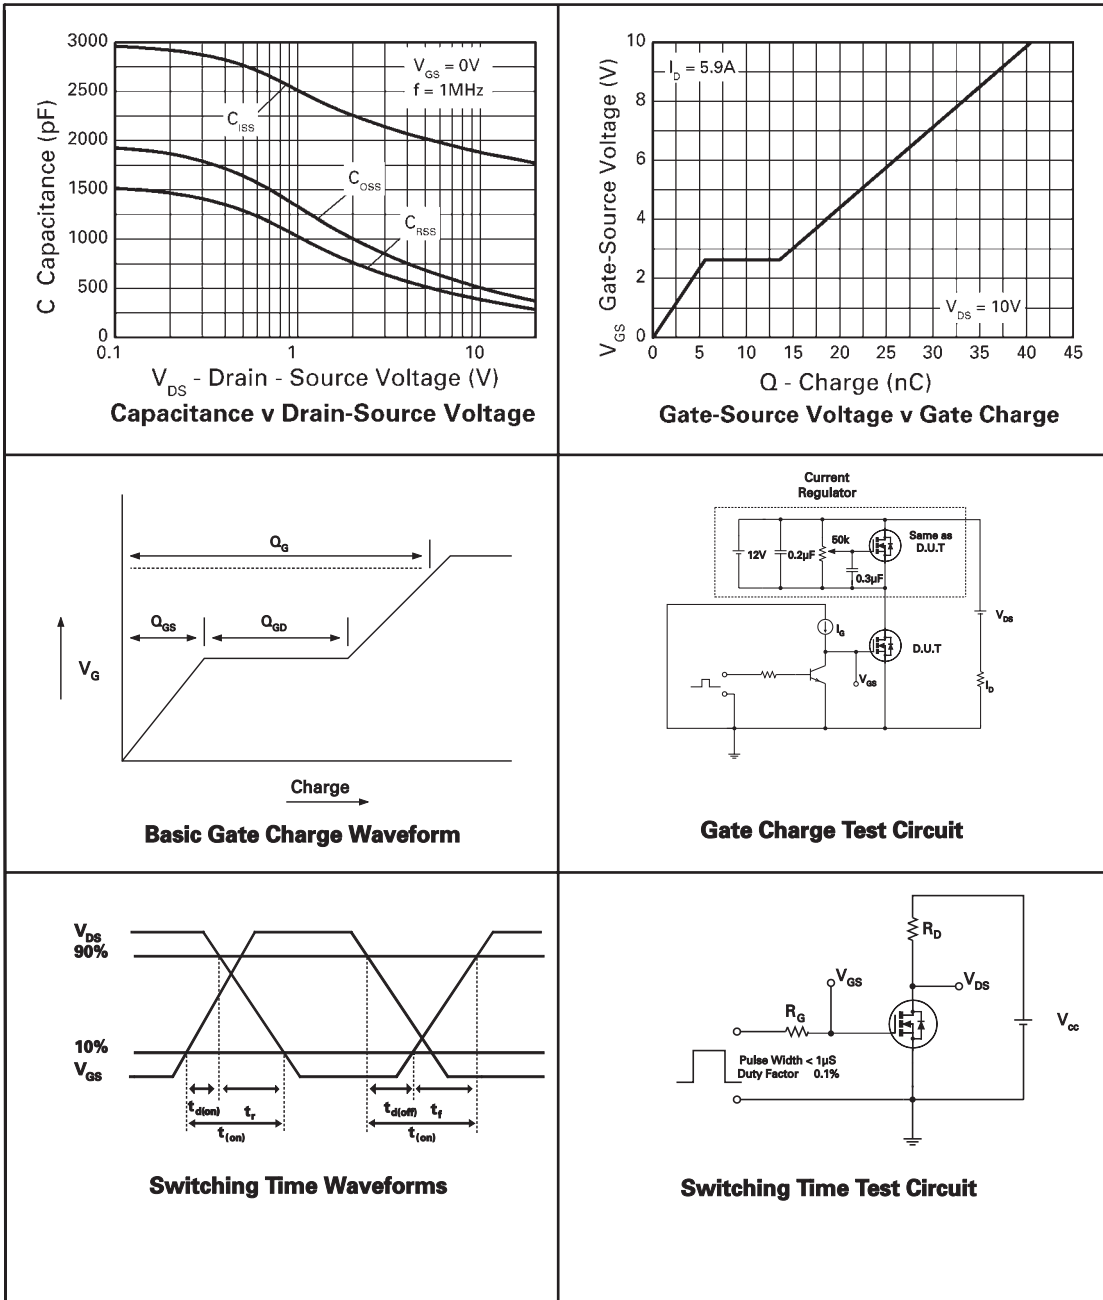 3000
2500
2000
1500
1000
500
0
C Capacitance (pF)
V_GS = 0V
f = 1MHz
C_ISS
C_OSS
C_RSS
0.1 1 10
V_DS - Drain - Source Voltage (V)
Capacitance v Drain-Source Voltage
10
8
6
4
2
0
V_GS Gate-Source Voltage (V)
I_D = 5.9A
V_DS = 10V
0 5 10 15 20 25 30 35 40 45
Q - Charge (nC)
Gate-Source Voltage v Gate Charge
Q_G
Q_GS
Q_GD
V_G
Charge
Basic Gate Charge Waveform
Current
Regulator
12V
0.2μF
50k
0.3μF
Same as
D.U.T
I_G
V_DS
D.U.T
V_GS
I_D
Gate Charge Test Circuit
V_DS
90%
10%
V_GS
t_d(on) t_r
t_(on)
t_d(off) t_f
t_(on)
Switching Time Waveforms
R_D
V_GS
V_DS
R_G
V_cc
Pulse Width < 1μS
Duty Factor 0.1%
Switching Time Test Circuit